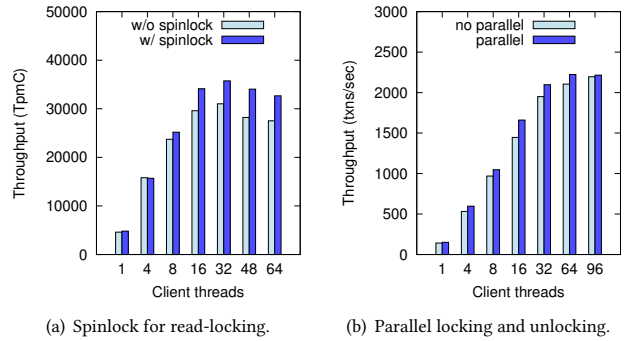 w/o spinlock
w/ spinlock
Throughput (TpmC)
50000
40000
30000
20000
10000
0
1 4 8 16 32 48 64
Client threads
(a) Spinlock for read-locking.
no parallel
parallel
Throughput (txns/sec)
3000
2500
2000
1500
1000
500
0
1 4 8 16 32 64 96
Client threads
(b) Parallel locking and unlocking.